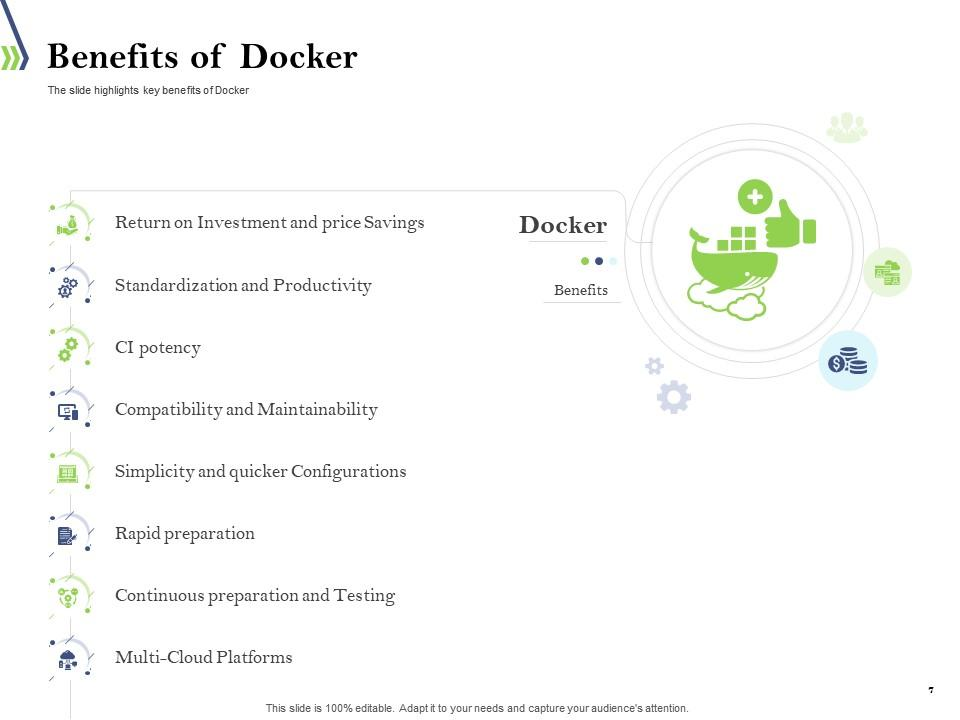 Benefits of Docker
The slide highlights key benefits of Docker
Return on Investment and price Savings
Standardization and Productivity
CI potency
Compatibility and Maintainability
Simplicity and quicker Configurations
Rapid preparation
Continuous preparation and Testing
Multi-Cloud Platforms
Docker
Benefits
$
7
This slide is 100% editable. Adapt it to your needs and capture your audience's attention.